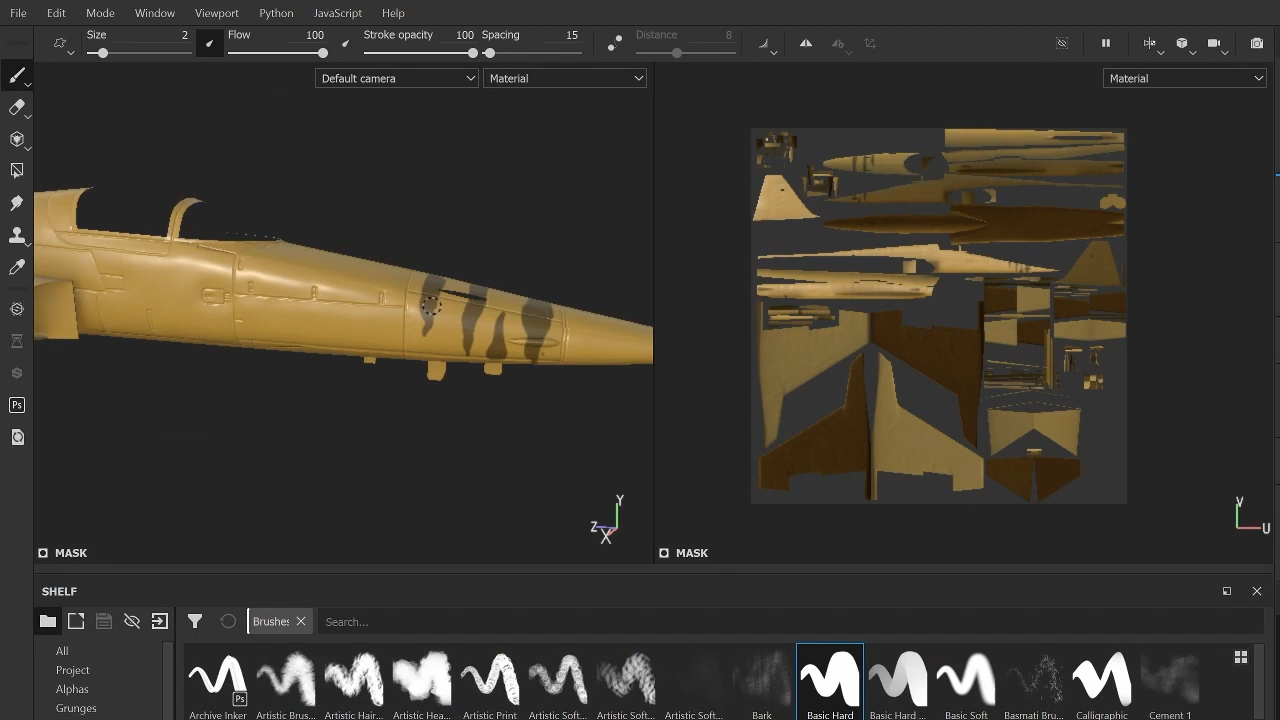 File Edit Mode Window Viewport Python JavaScript Help
Size 2 Flow 100 Stroke opacity 100 Spacing 15 Distance 8
Default camera Material Material
Y
Z X
V
U
MASK MASK
SHELF
Brushes Search...
All
Project
Alphas
Grunges
Ps
Ps
Archive Inker Artistic Brus... Artistic Hair... Artistic Hea... Artistic Print Artistic Soft... Artistic Soft... Artistic Soft... Bark Basic Hard Basic Hard ... Basic Soft Basmati Bru... Calligraphic Cement 1